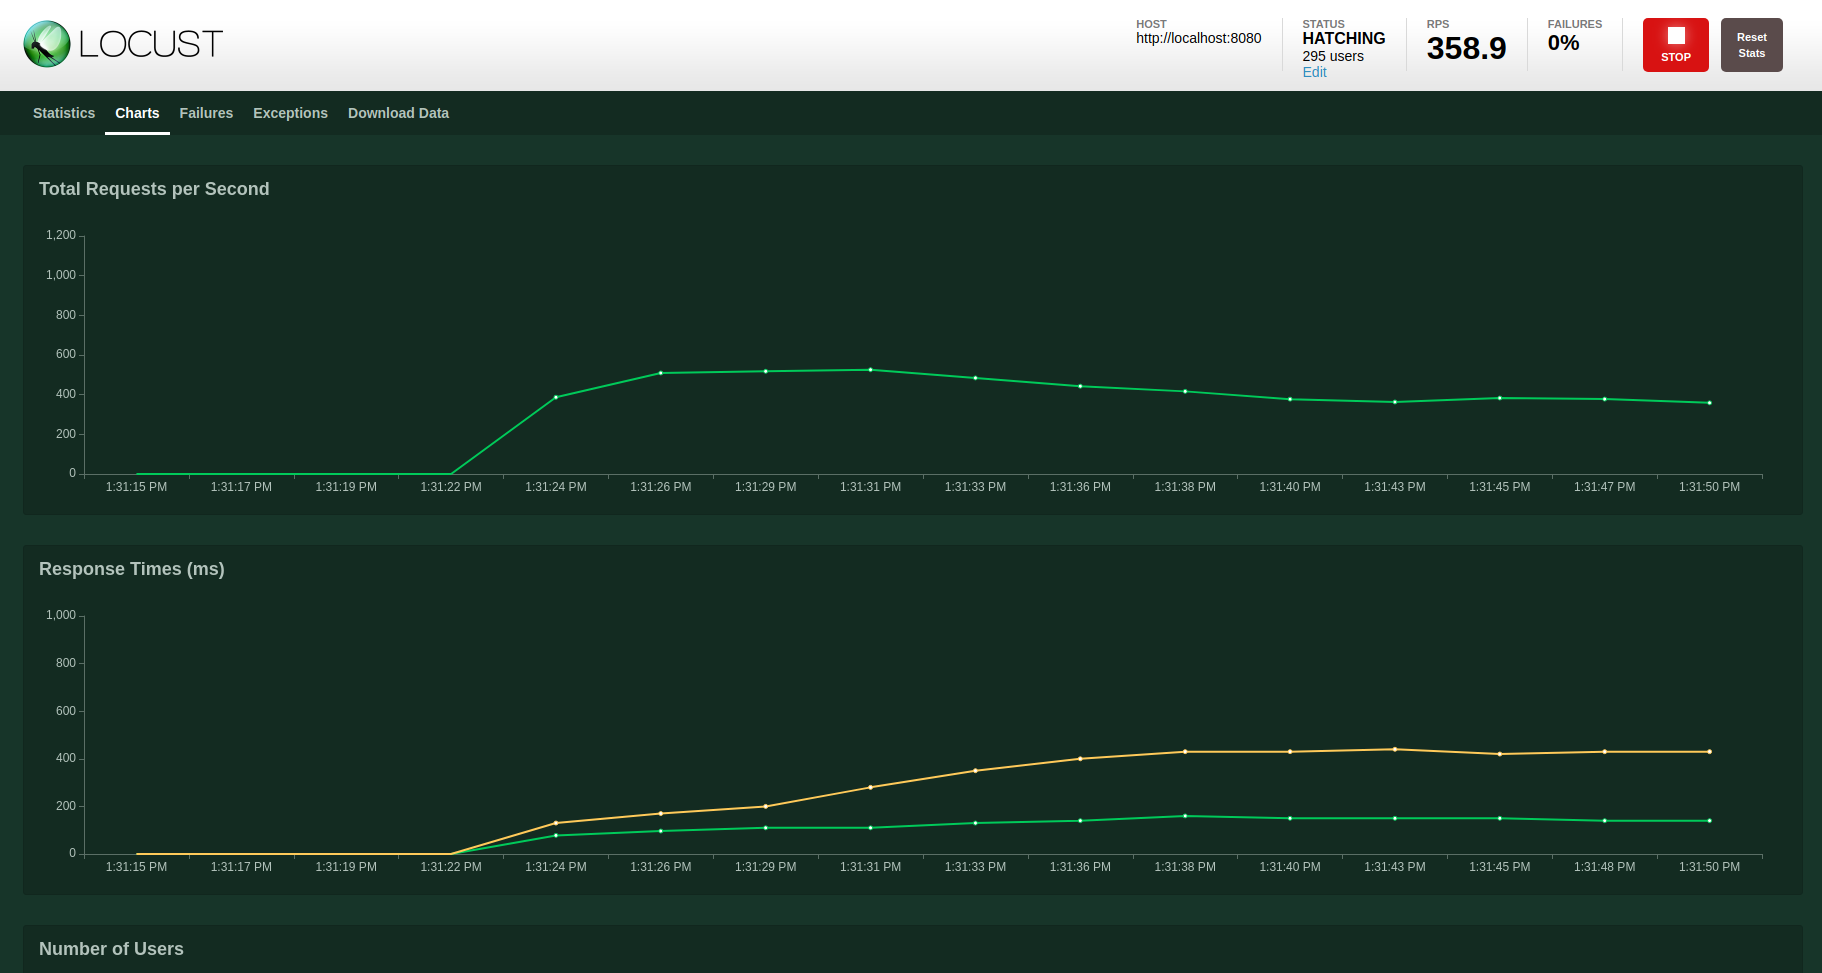 LOCUST
HOST
http://localhost:8080
STATUS
HATCHING
295 users
Edit
RPS
358.9
FAILURES
0%
STOP
Reset
Stats
Statistics Charts Failures Exceptions Download Data
Total Requests per Second
1,200
1,000
800
600
400
200
0
1:31:15 PM 1:31:17 PM 1:31:19 PM 1:31:22 PM 1:31:24 PM 1:31:26 PM 1:31:29 PM 1:31:31 PM 1:31:33 PM 1:31:36 PM 1:31:38 PM 1:31:40 PM 1:31:43 PM 1:31:45 PM 1:31:47 PM 1:31:50 PM
Response Times (ms)
1,000
800
600
400
200
0
1:31:15 PM 1:31:17 PM 1:31:19 PM 1:31:22 PM 1:31:24 PM 1:31:26 PM 1:31:29 PM 1:31:31 PM 1:31:33 PM 1:31:36 PM 1:31:38 PM 1:31:40 PM 1:31:43 PM 1:31:45 PM 1:31:48 PM 1:31:50 PM
Number of Users